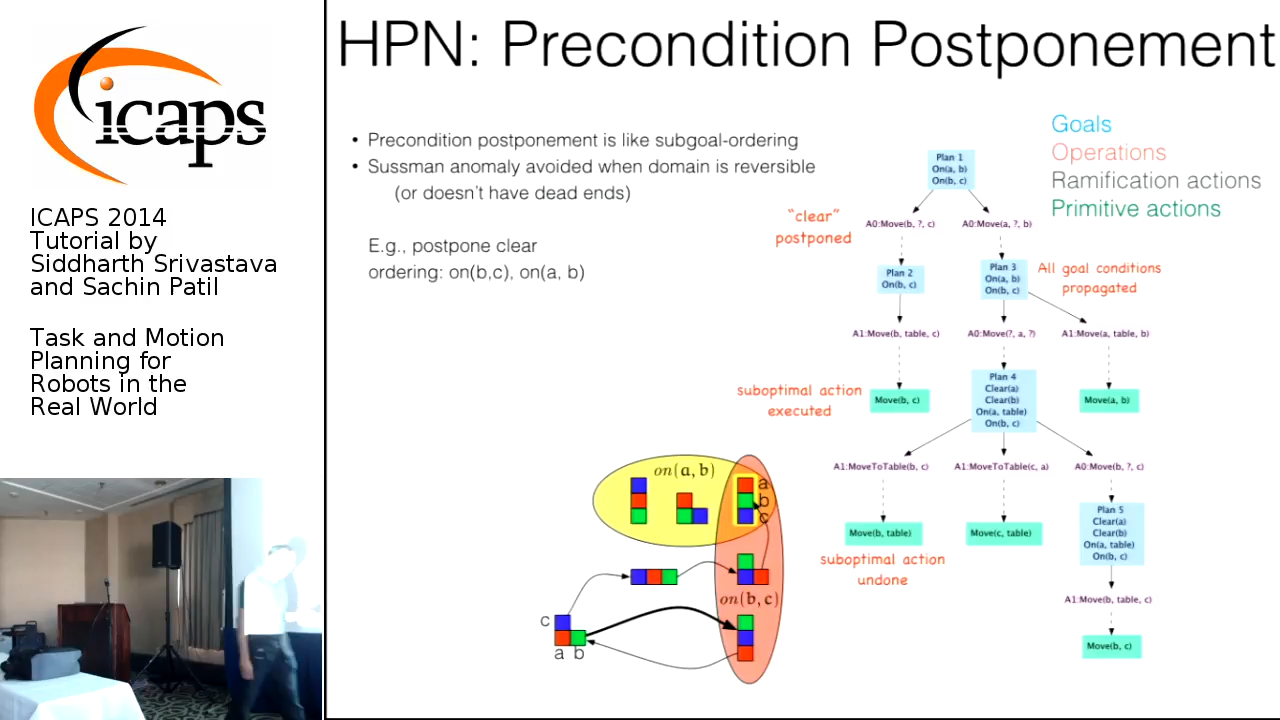 icaps
ICAPS 2014
Tutorial by
Siddharth Srivastava
and Sachin Patil
Task and Motion
Planning for
Robots in the
Real World
HPN: Precondition Postponement
• Precondition postponement is like subgoal-ordering
• Sussman anomaly avoided when domain is reversible
(or doesn't have dead ends)
E.g., postpone clear
ordering: on(b,c), on(a, b)
Goals
Operations
Ramification actions
Primitive actions
Plan 1
On(a, b)
On(b, c)
"clear"
postponed
A0:Move(b, ?, c)
A0:Move(a, ?, b)
Plan 2
On(b, c)
Plan 3
On(a, b)
On(b, c)
All goal conditions
propagated
A1:Move(b, table, c)
A0:Move(?, a, ?)
A1:Move(a, table, b)
suboptimal action
executed
Move(b, c)
Plan 4
Clear(a)
Clear(b)
On(a, table)
On(b, c)
Move(a, b)
A1:MoveToTable(b, c)
A1:MoveToTable(c, a)
A0:Move(b, ?, c)
Move(b, table)
Move(c, table)
Plan 5
Clear(a)
Clear(b)
On(a, table)
On(b, c)
suboptimal action
undone
A1:Move(b, table, c)
Move(b, c)
on(a, b)
a
b
c
on(b, c)
c
a b